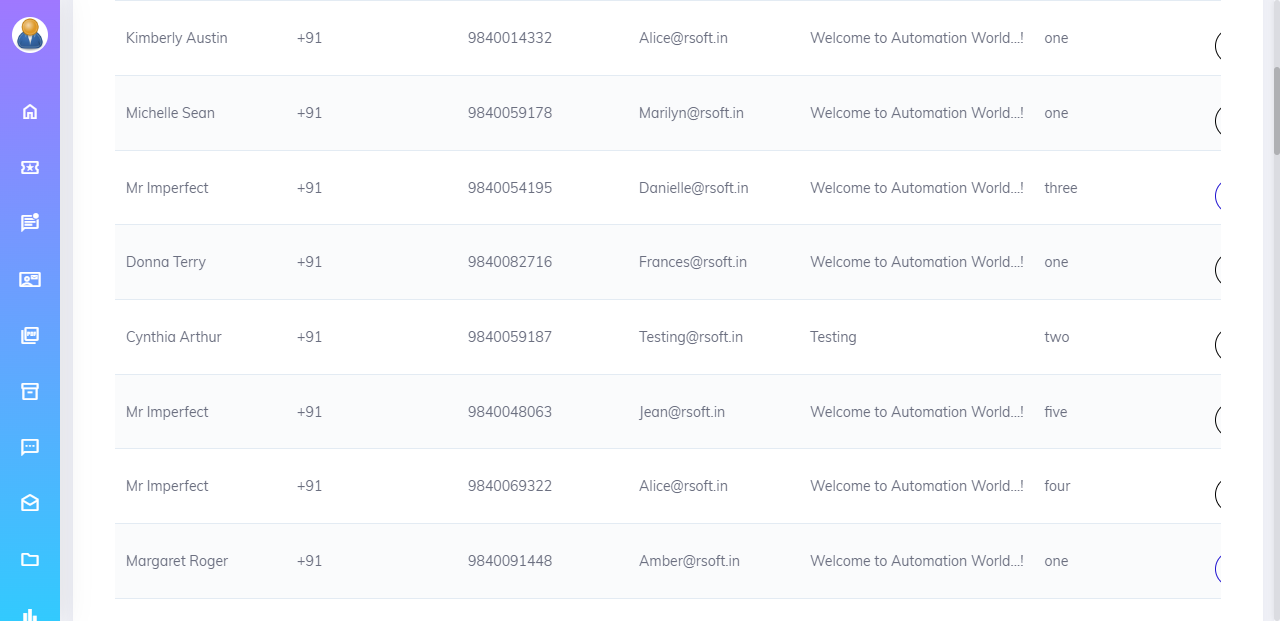 Kimberly Austin +91 9840014332 Alice@rsoft.in Welcome to Automation World...! one
Michelle Sean +91 9840059178 Marilyn@rsoft.in Welcome to Automation World...! one
Mr Imperfect +91 9840054195 Danielle@rsoft.in Welcome to Automation World...! three
Donna Terry +91 9840082716 Frances@rsoft.in Welcome to Automation World...! one
Cynthia Arthur +91 9840059187 Testing@rsoft.in Testing two
Mr Imperfect +91 9840048063 Jean@rsoft.in Welcome to Automation World...! five
Mr Imperfect +91 9840069322 Alice@rsoft.in Welcome to Automation World...! four
Margaret Roger +91 9840091448 Amber@rsoft.in Welcome to Automation World...! one